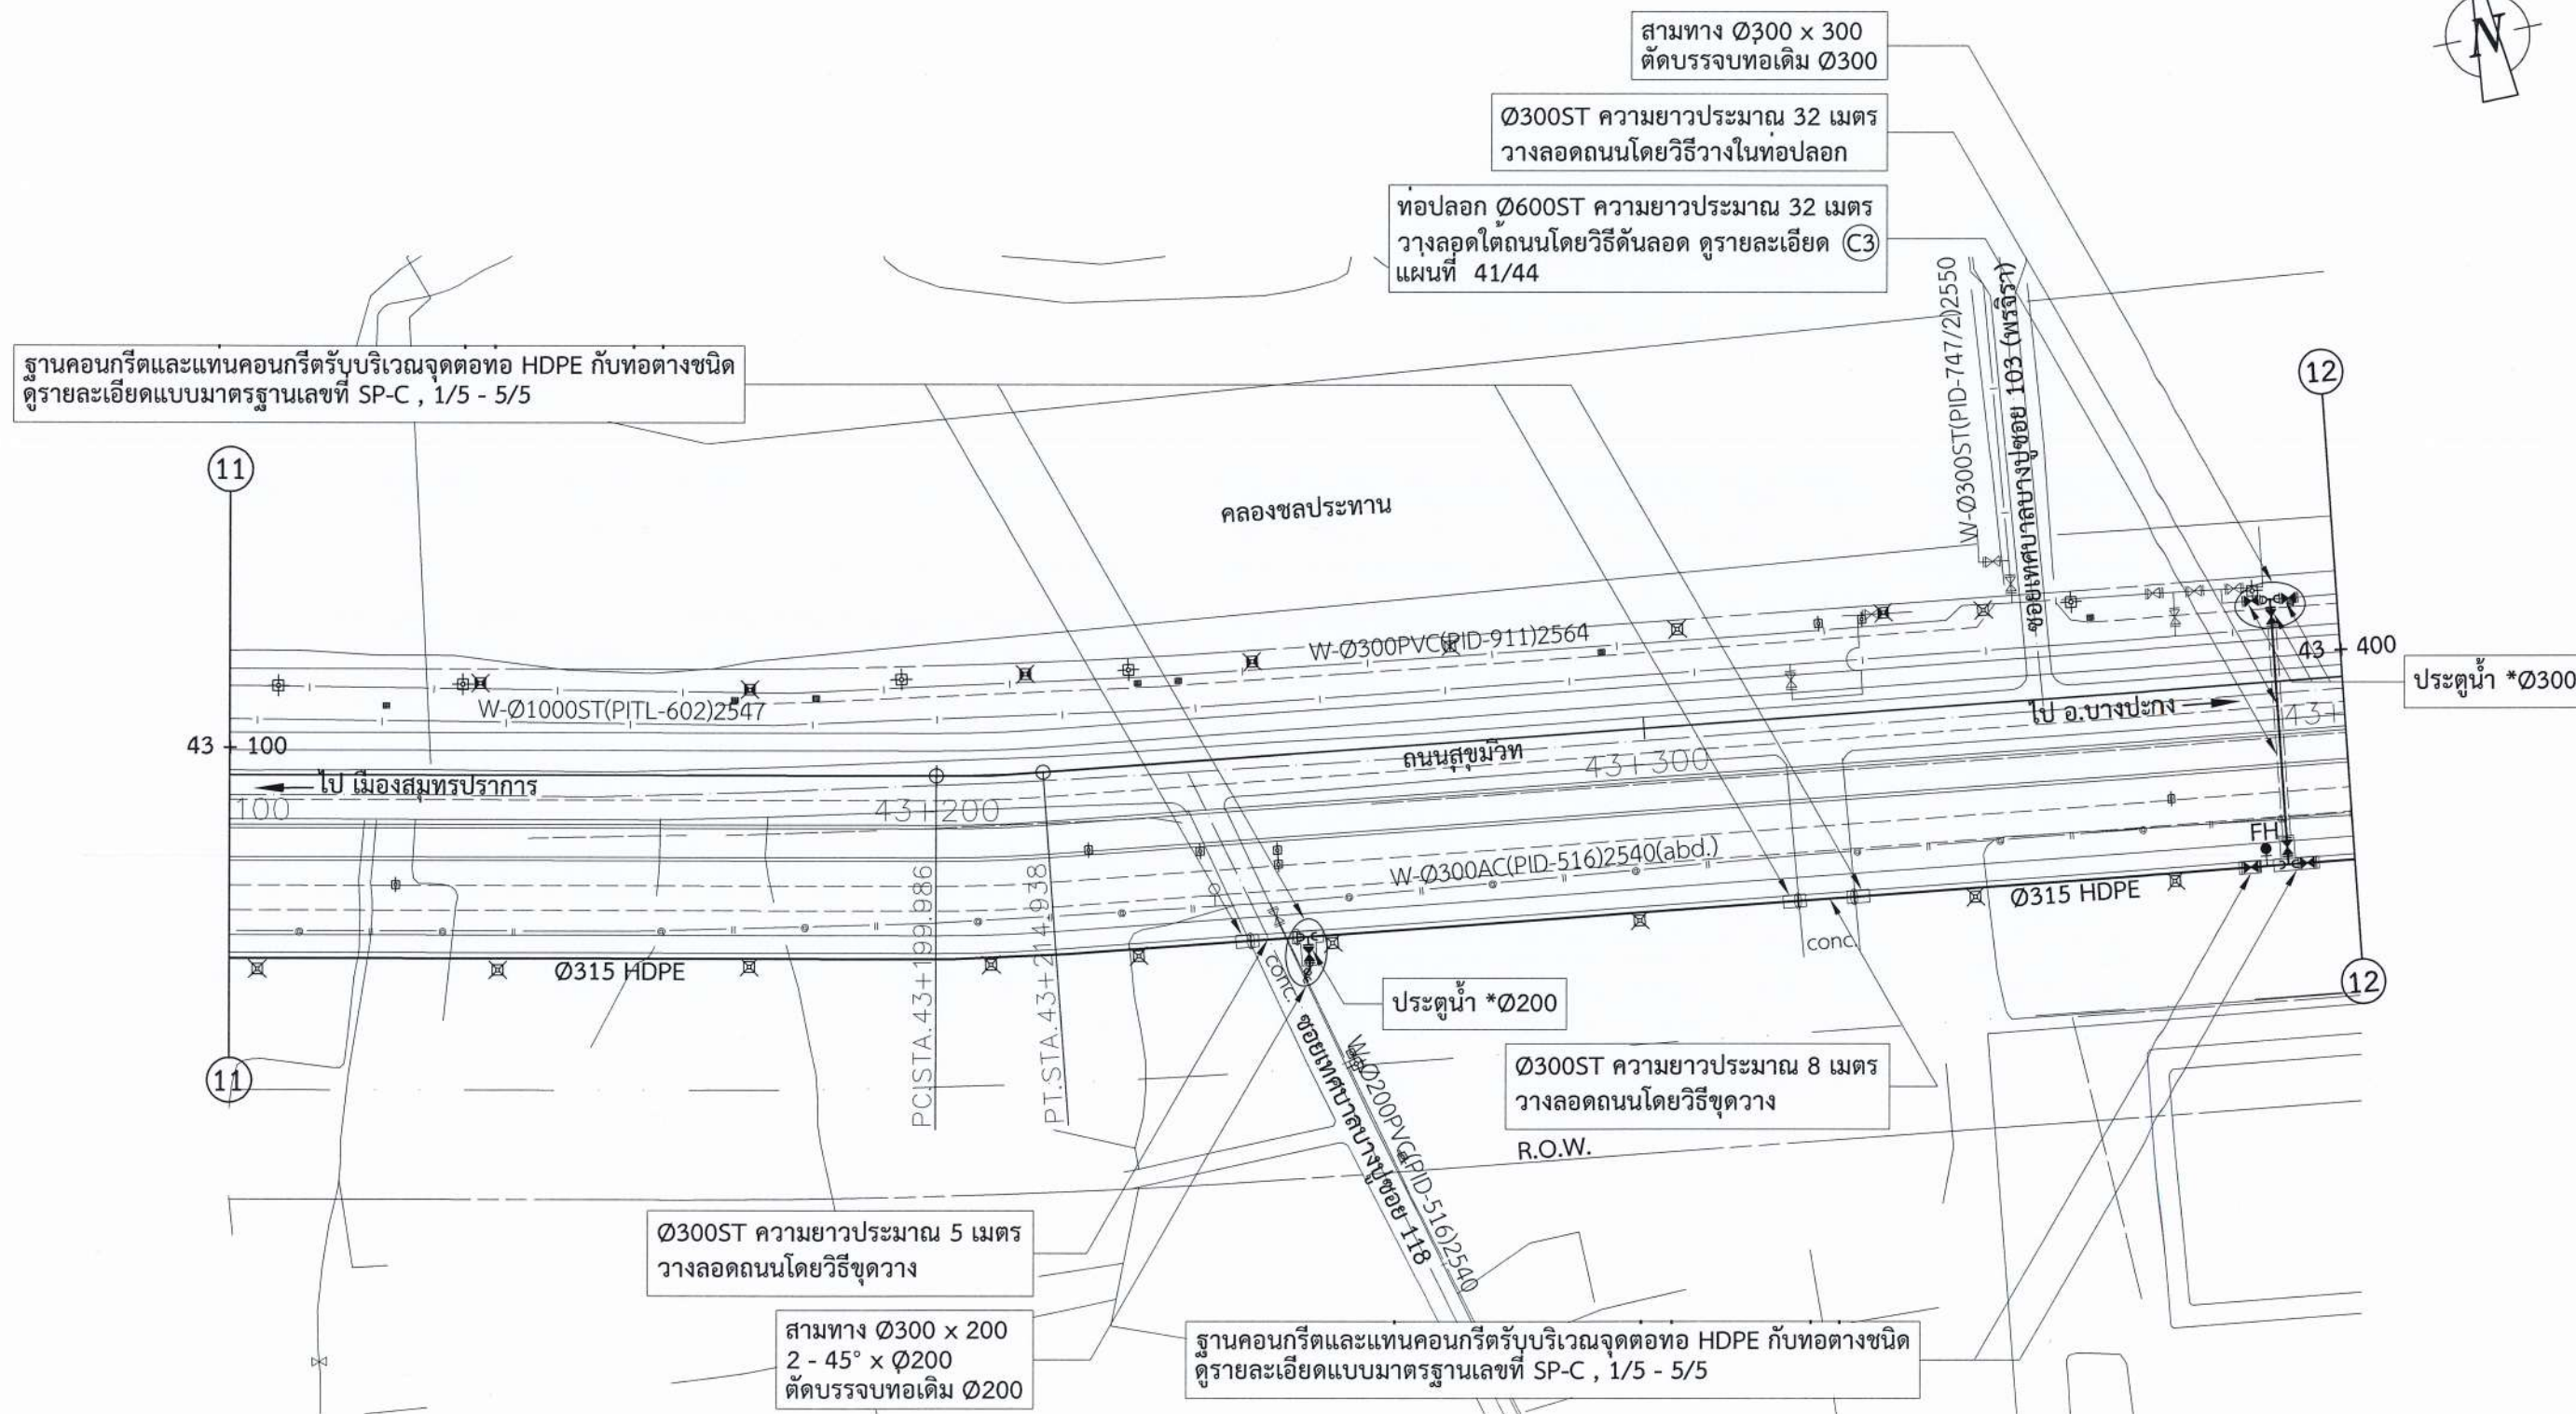 N
สามทาง Ø300 x 300
ตัดบรรจบท่อเดิม Ø300
Ø300ST ความยาวประมาณ 32 เมตร
วางลอดถนนโดยวิธีวางในท่อปลอก
ท่อปลอก Ø600ST ความยาวประมาณ 32 เมตร
วางลอดใต้ถนนโดยวิธีดันลอด ดูรายละเอียด C3
แผ่นที่ 41/44
ฐานคอนกรีตและแทนคอนกรีตรับบริเวณจุดตอทอ HDPE กับทอตางชนิด
ดูรายละเอียดแบบมาตรฐานเลขที่ SP-C , 1/5 - 5/5
11
12
คลองชลประทาน
W-Ø300ST(PID-747/2)2550
ซอยเทศบาลบางปูซอย 103 (พรจิรา)
W-Ø300PVC(PID-911)2564
W-Ø1000ST(PITL-602)2547
43 + 400
ประตูน้ำ *Ø300
43 + 100
ไป อ.บางปะกง
43+
ถนนสุขุมวิท
43+300
ไป เมืองสมุทรปราการ
100
43+200
FH
W-Ø300AC(PID-516)2540(abd.)
Ø315 HDPE
Ø315 HDPE
PC.STA.43+199.986
PT.STA.43+214.938
conc.
conc.
ประตูน้ำ *Ø200
12
11
ซอยเทศบาลบางปูซอย 118
W-Ø200PVC(PID-516)2540
Ø300ST ความยาวประมาณ 8 เมตร
วางลอดถนนโดยวิธีขุดวาง
R.O.W.
Ø300ST ความยาวประมาณ 5 เมตร
วางลอดถนนโดยวิธีขุดวาง
สามทาง Ø300 x 200
2 - 45° x Ø200
ตัดบรรจบทอเดิม Ø200
ฐานคอนกรีตและแทนคอนกรีตรับบริเวณจุดตอทอ HDPE กับทอตางชนิด
ดูรายละเอียดแบบมาตรฐานเลขที่ SP-C , 1/5 - 5/5